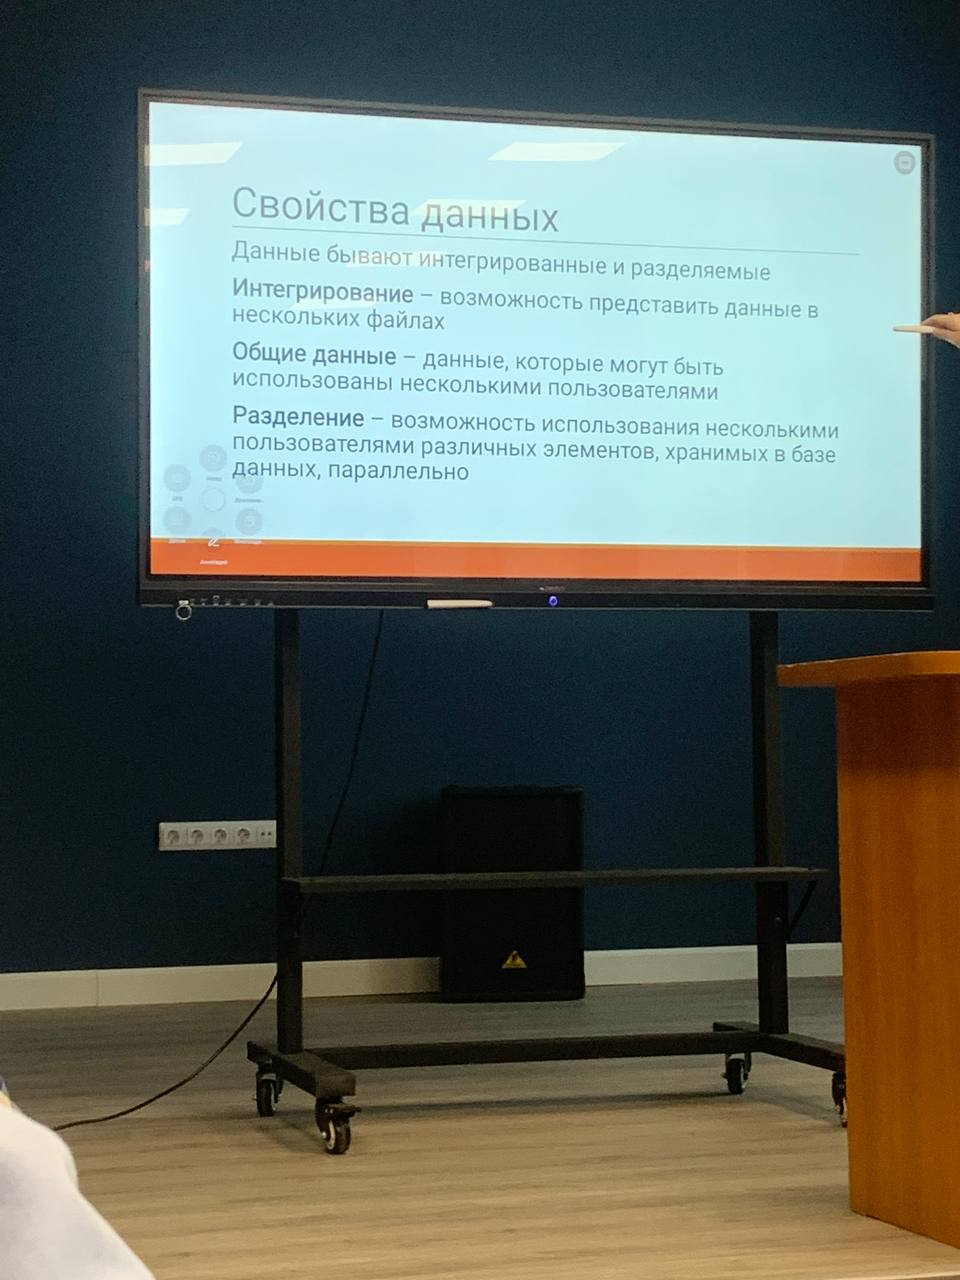 Свойства данных
Данные бывают интегрированные и разделяемые
Интегрирование – возможность представить данные в
нескольких файлах
Общие данные – данные, которые могут быть
использованы несколькими пользователями
Разделение – возможность использования несколькими
пользователями различных элементов, хранимых в базе
данных, параллельно